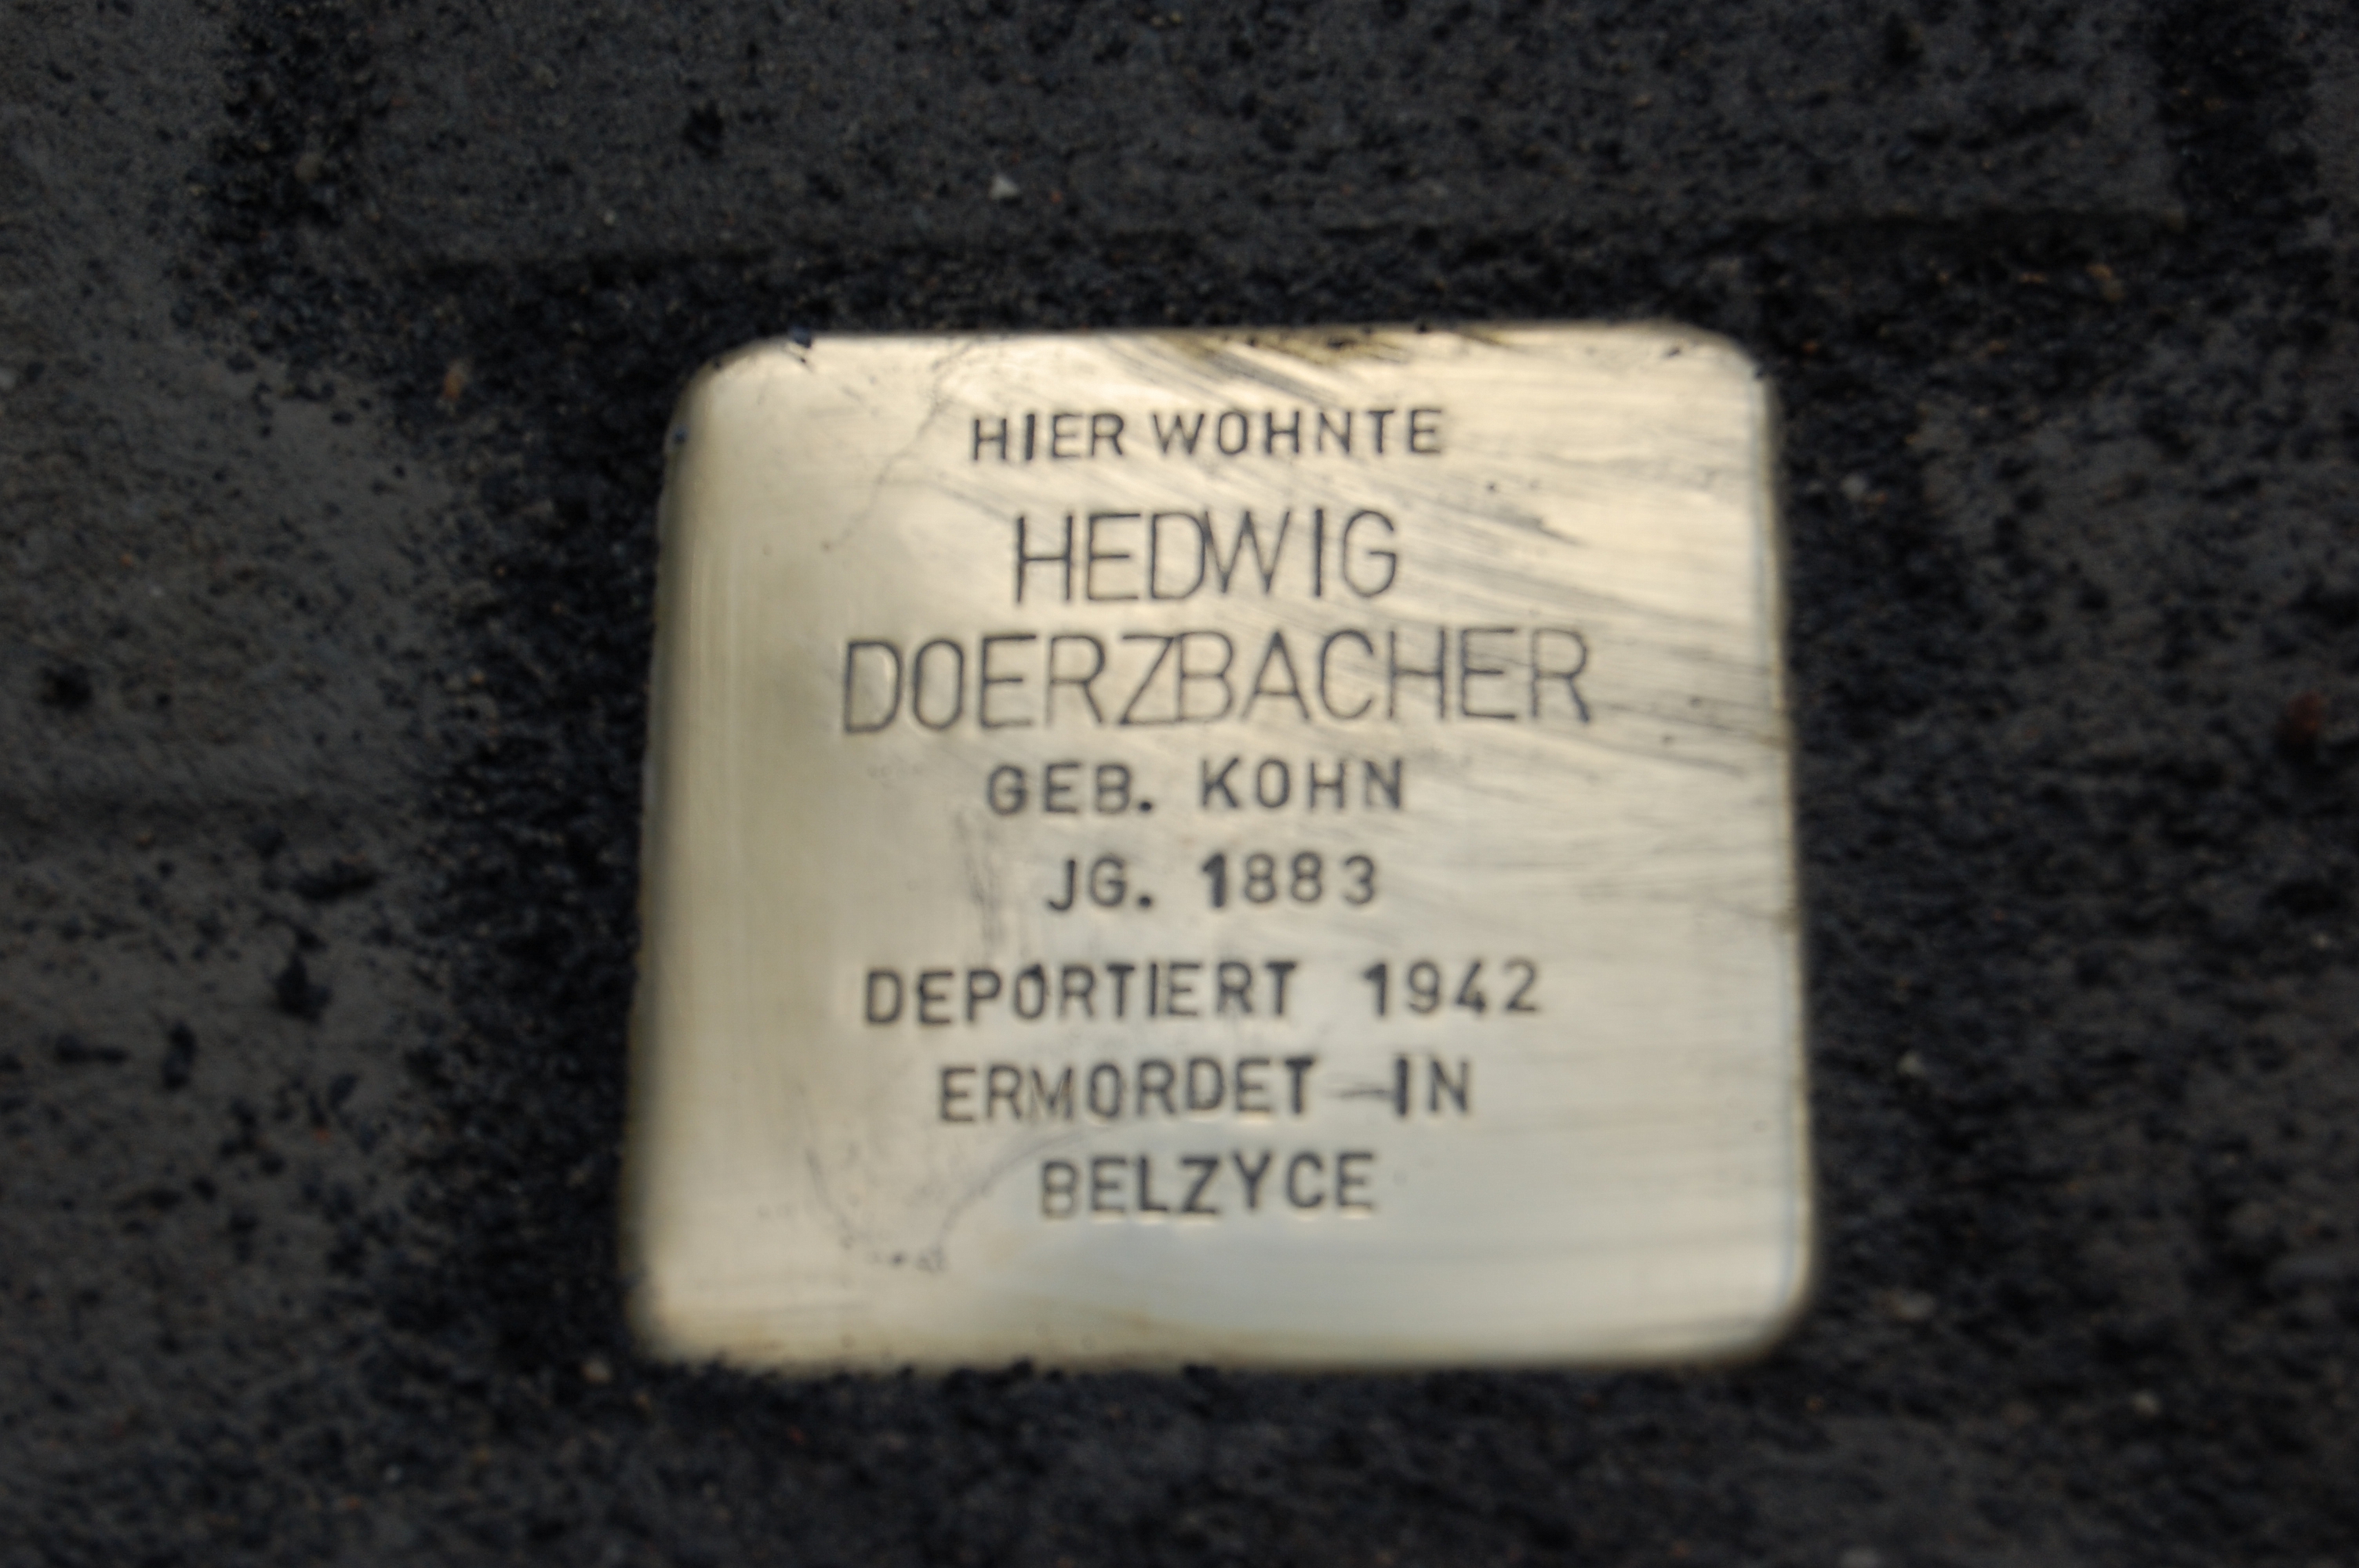 HIER WOHNTE
HEDWIG
DOERZBACHER
GEB. KOHN
JG. 1883
DEPORTIERT 1942
ERMORDET IN
BELZYCE